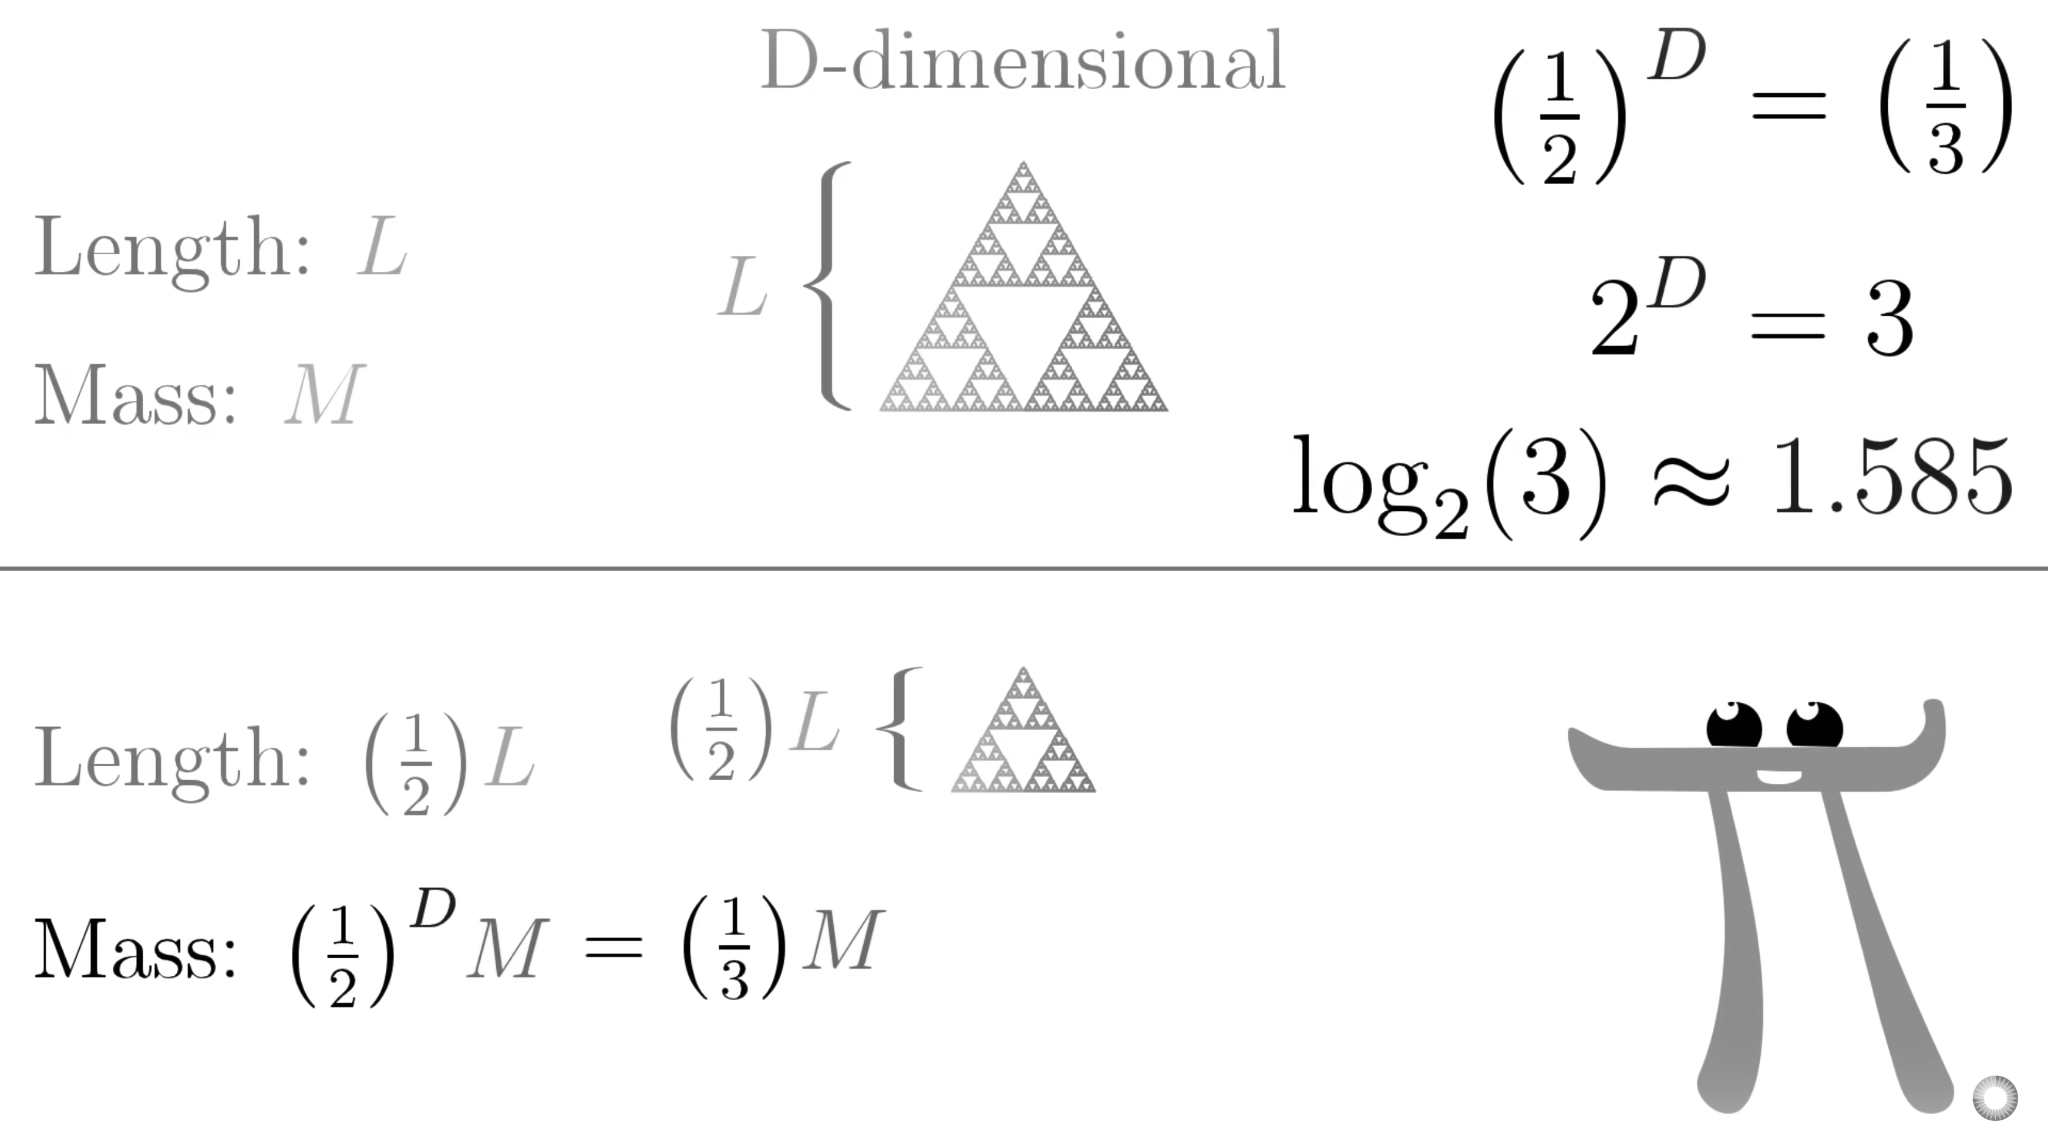 D-dimensional
(1/2)^D = (1/3)
Length: L
L
2^D = 3
Mass: M
log₂(3) ≈ 1.585
Length: (1/2)L
(1/2)L
Mass: (1/2)^D M = (1/3)M